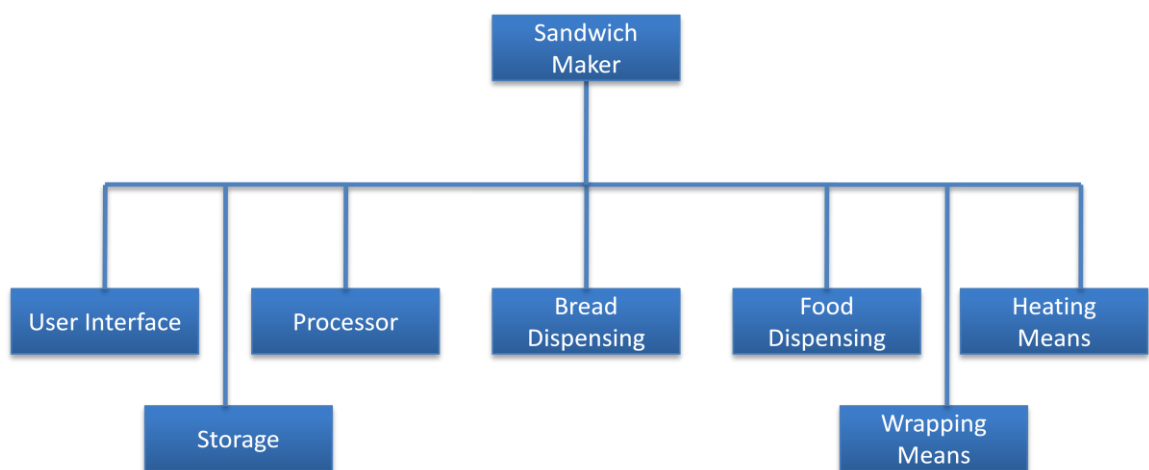 Sandwich
Maker
User Interface
Processor
Bread
Dispensing
Food
Dispensing
Heating
Means
Storage
Wrapping
Means